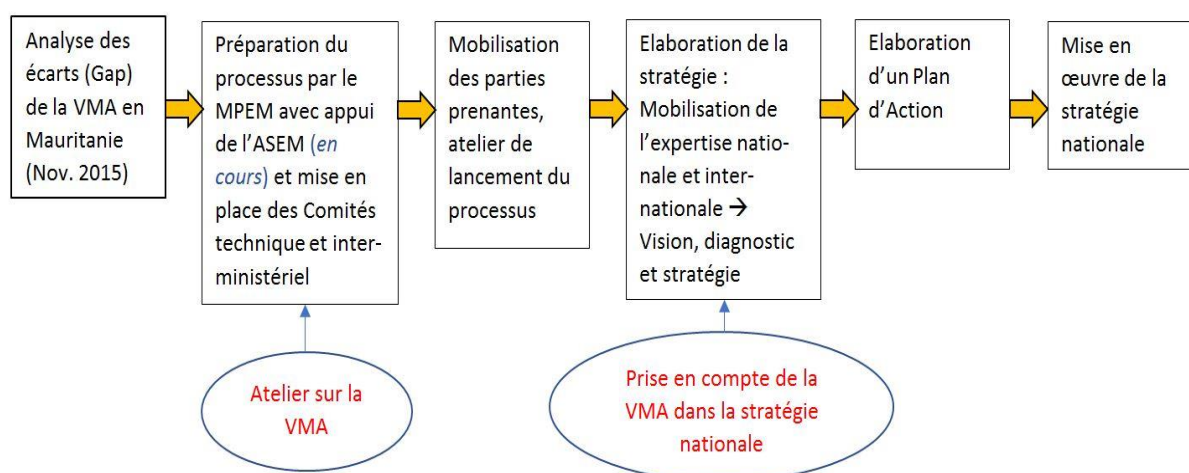 Analyse des
écarts (Gap)
de la VMA en
Mauritanie
(Nov. 2015)
Préparation du
processus par le
MPEM avec appui
de l'ASEM (en
cours) et mise en
place des Comités
technique et inter-
ministériel
Mobilisation
des parties
prenantes,
atelier de
lancement du
processus
Elaboration de la
stratégie :
Mobilisation de
l'expertise natio-
nale et inter-
nationale →
Vision, diagnostic
et stratégie
Elaboration
d'un Plan
d'Action
Mise en
œuvre de la
stratégie
nationale
Atelier sur la
VMA
Prise en compte de la
VMA dans la stratégie
nationale